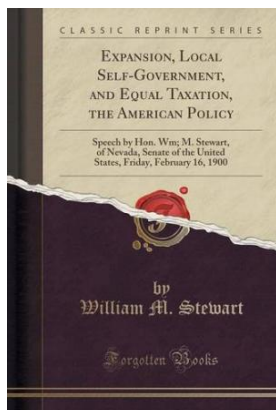 CLASSIC REPRINT SERIES
EXPANSION, LOCAL
SELF-GOVERNMENT,
AND EQUAL TAXATION,
THE AMERICAN POLICY
Speech by Hon. Wm; M. Stewart,
of Nevada, Senate of the United
States, Friday, February 16, 1900
by
William M. Stewart
Forgotten Books